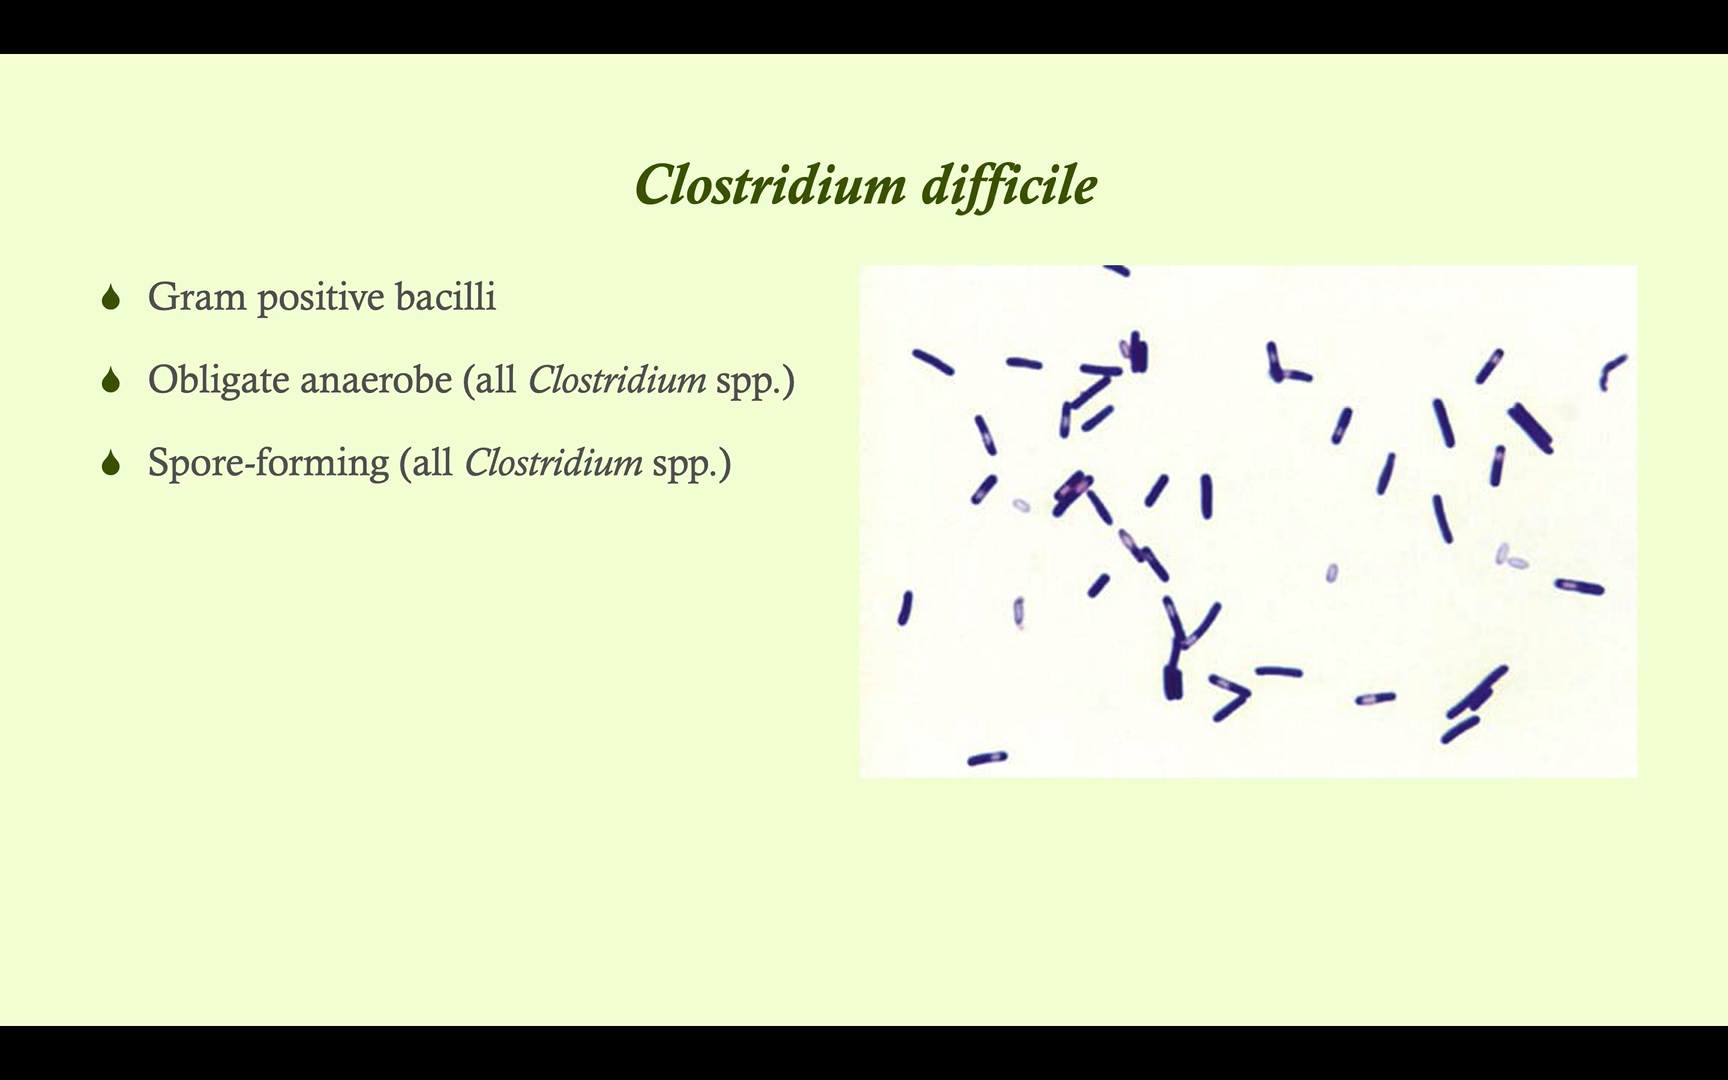 Clostridium difficile
Gram positive bacilli
Obligate anaerobe (all Clostridium spp.)
Spore-forming (all Clostridium spp.)